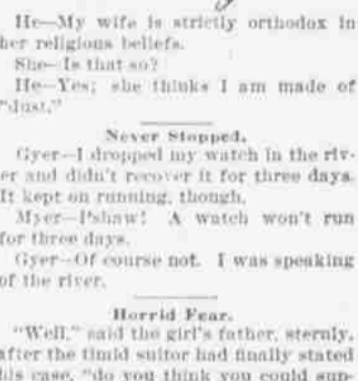 He—My wife is strictly orthodox in
her religious beliefs.
She—Is that so?
He—Yes; she thinks I am made of
"dust."
Never Stopped.
Gyer—I dropped my watch in the riv-
er and didn't recover it for three days.
It kept on running, though.
Myer—Pshaw! A watch won't run
for three days.
Gyer—Of course not. I was speaking
of the river.
Horrid Fear.
"Well," said the girl's father, sternly,
after the timid suitor had finally stated
his case, "do you think you could sup-